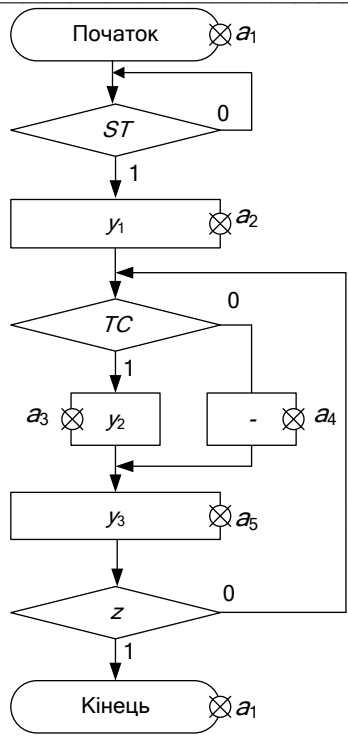 Початок a₁
0
ST
1
y₁ a₂
0
TC
1
a₃ y₂ - a₄
y₃ a₅
0
z
1
Кінець a₁